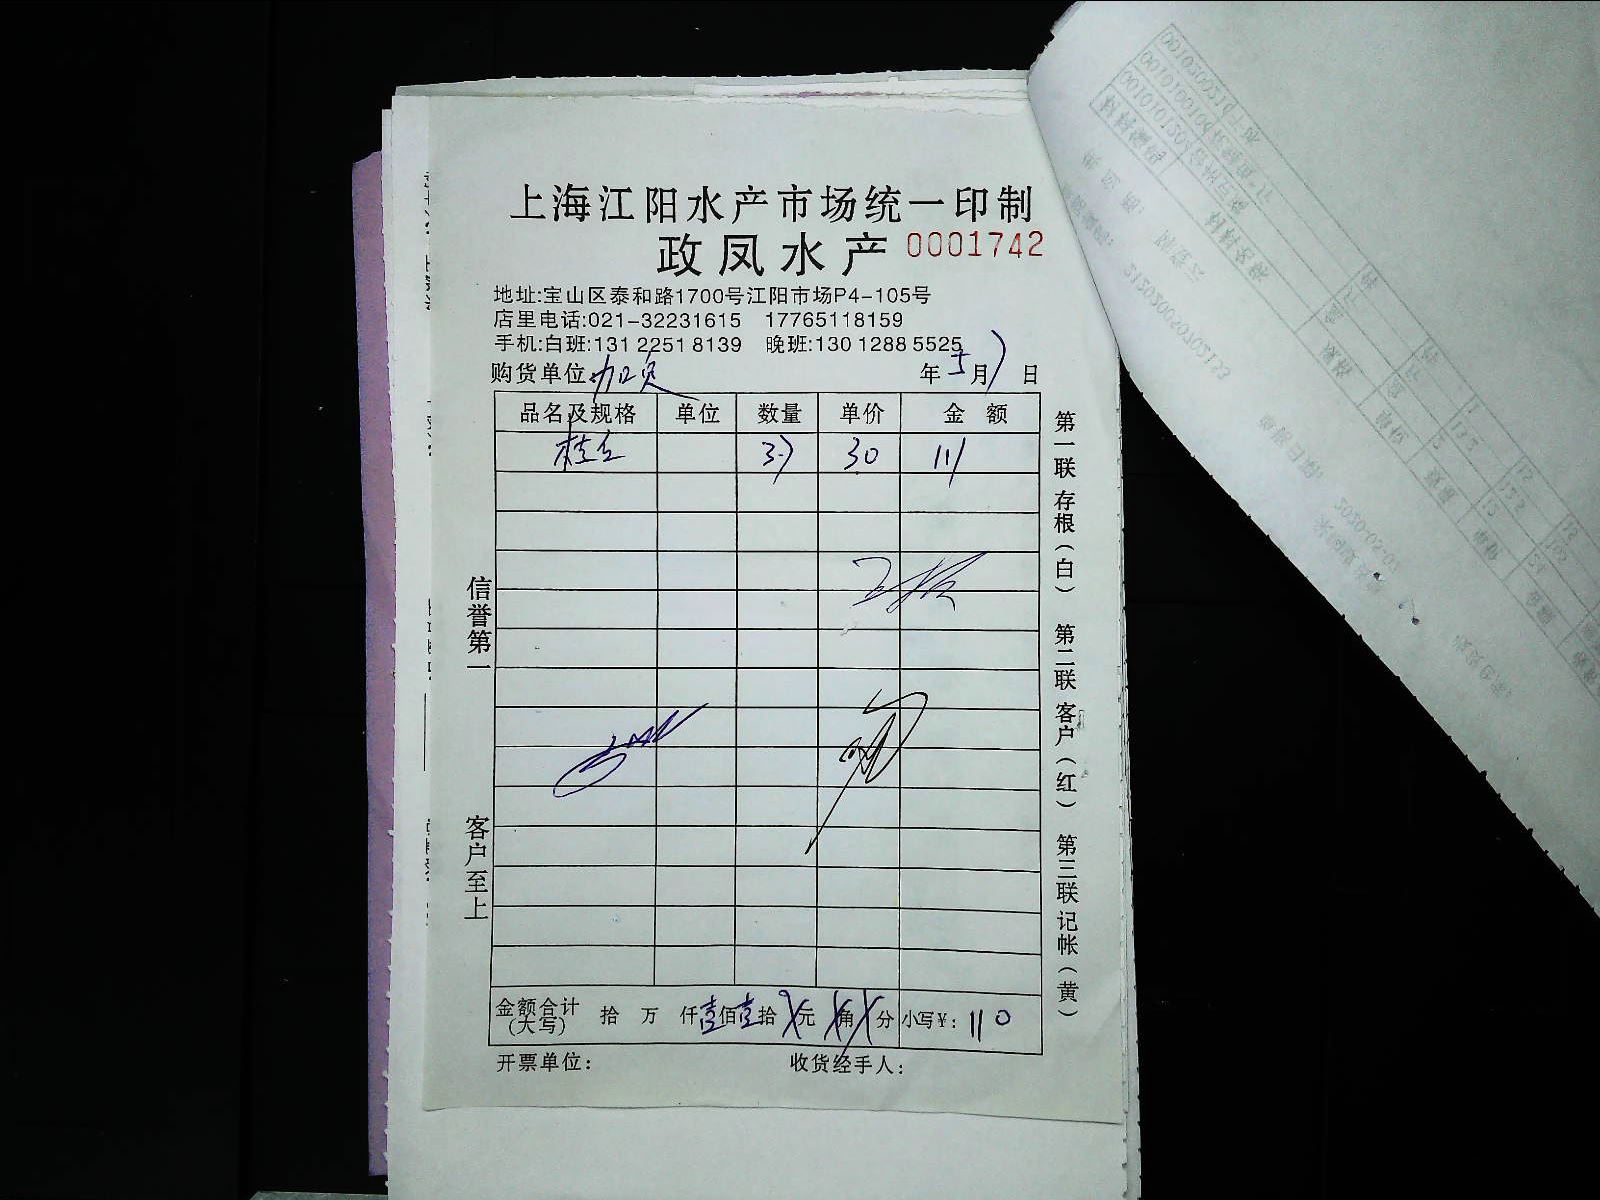 上海江阳水产市场统一印制
政凤水产 0001742
地址:宝山区泰和路1700号江阳市场P4-105号
店里电话:021-32231615 17765118159
手机:白班:131 2251 8139 晚班:130 1288 5525
购货单位 年 5月7日
品名及规格 单位 数量 单价 金额
桂 3.7 30 111
信誉第一
客户至上
第一联 存根(白)
第二联 客户(红)
第三联 记帐(黄)
金额合计(大写) 拾 万 仟壹佰壹拾 元 角 分 小写¥: 110
开票单位: 收货经手人: